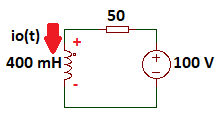 50
io(t)
+
400 mH
-
+
-
100 V